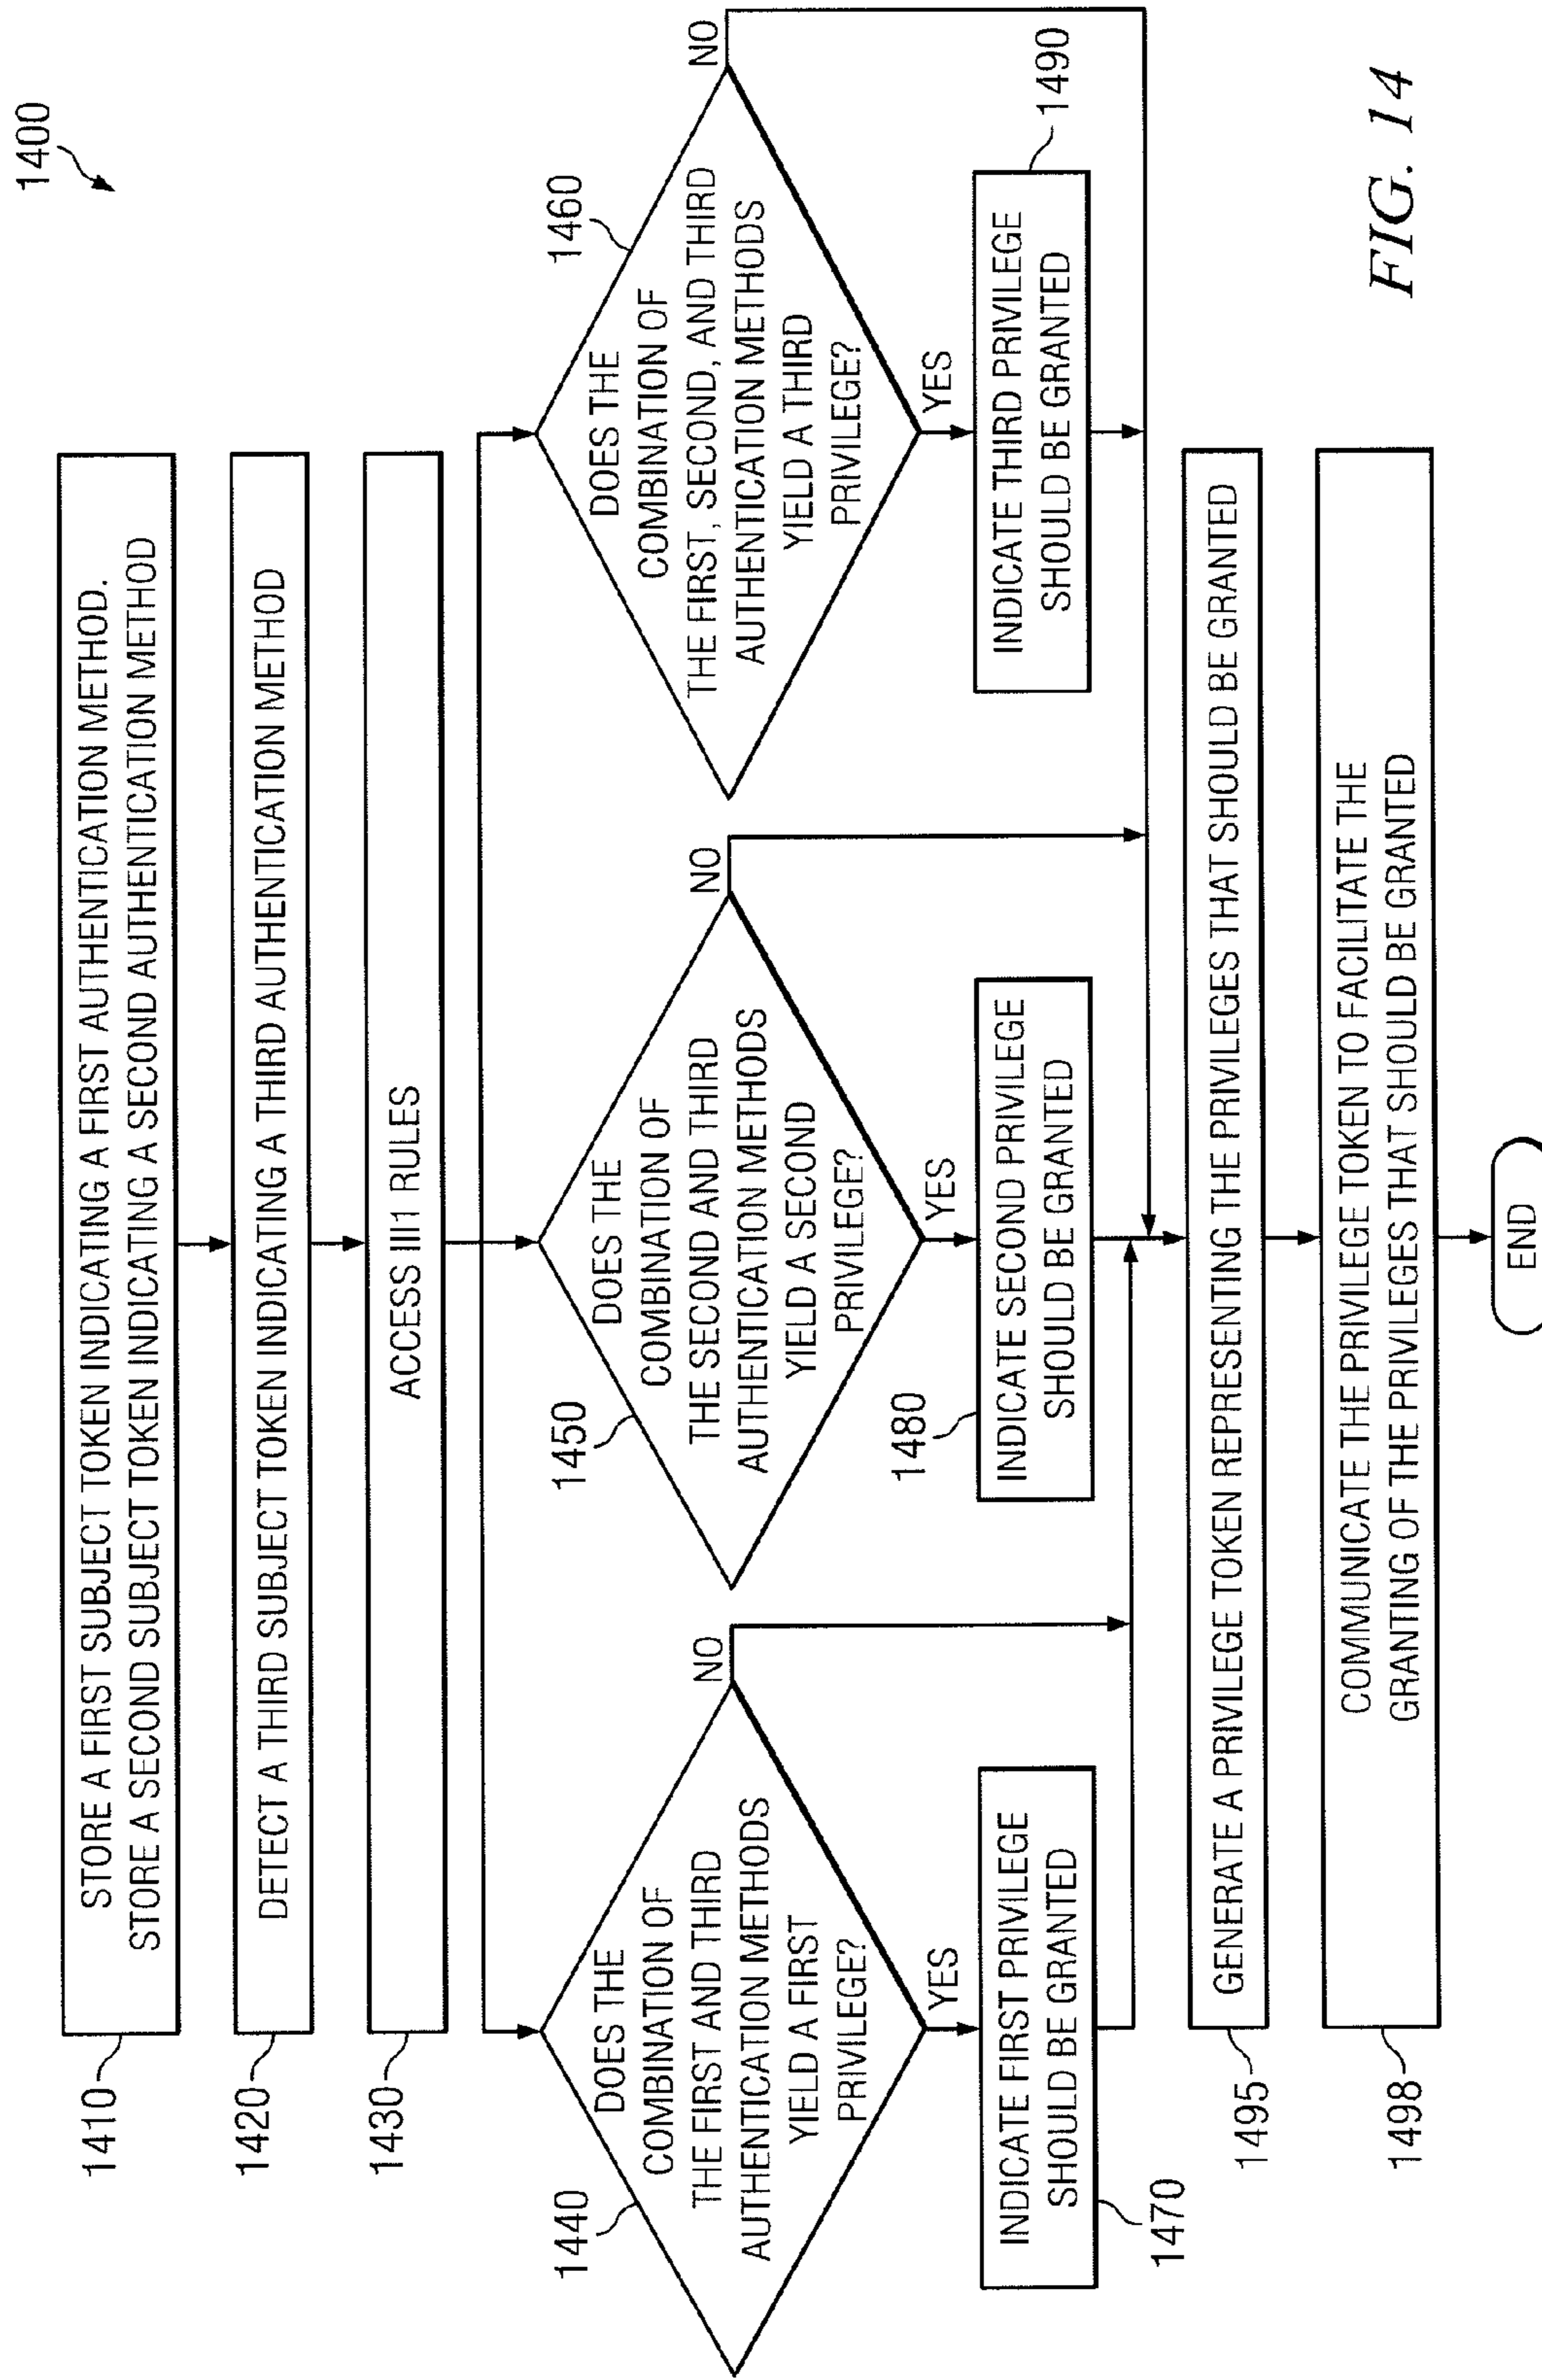 1400
1410
STORE A FIRST SUBJECT TOKEN INDICATING A FIRST AUTHENTICATION METHOD.
STORE A SECOND SUBJECT TOKEN INDICATING A SECOND AUTHENTICATION METHOD
1420
DETECT A THIRD SUBJECT TOKEN INDICATING A THIRD AUTHENTICATION METHOD
1430
ACCESS III1 RULES
1440
DOES THE
COMBINATION OF
THE FIRST AND THIRD
AUTHENTICATION METHODS
YIELD A FIRST
PRIVILEGE?
NO
YES
1450
DOES THE
COMBINATION OF
THE SECOND AND THIRD
AUTHENTICATION METHODS
YIELD A SECOND
PRIVILEGE?
NO
YES
1460
DOES THE
COMBINATION OF
THE FIRST, SECOND, AND THIRD
AUTHENTICATION METHODS
YIELD A THIRD
PRIVILEGE?
NO
YES
INDICATE FIRST PRIVILEGE
SHOULD BE GRANTED
1470
1480
INDICATE SECOND PRIVILEGE
SHOULD BE GRANTED
INDICATE THIRD PRIVILEGE
SHOULD BE GRANTED
1490
1495
GENERATE A PRIVILEGE TOKEN REPRESENTING THE PRIVILEGES THAT SHOULD BE GRANTED
1498
COMMUNICATE THE PRIVILEGE TOKEN TO FACILITATE THE
GRANTING OF THE PRIVILEGES THAT SHOULD BE GRANTED
END
FIG. 14